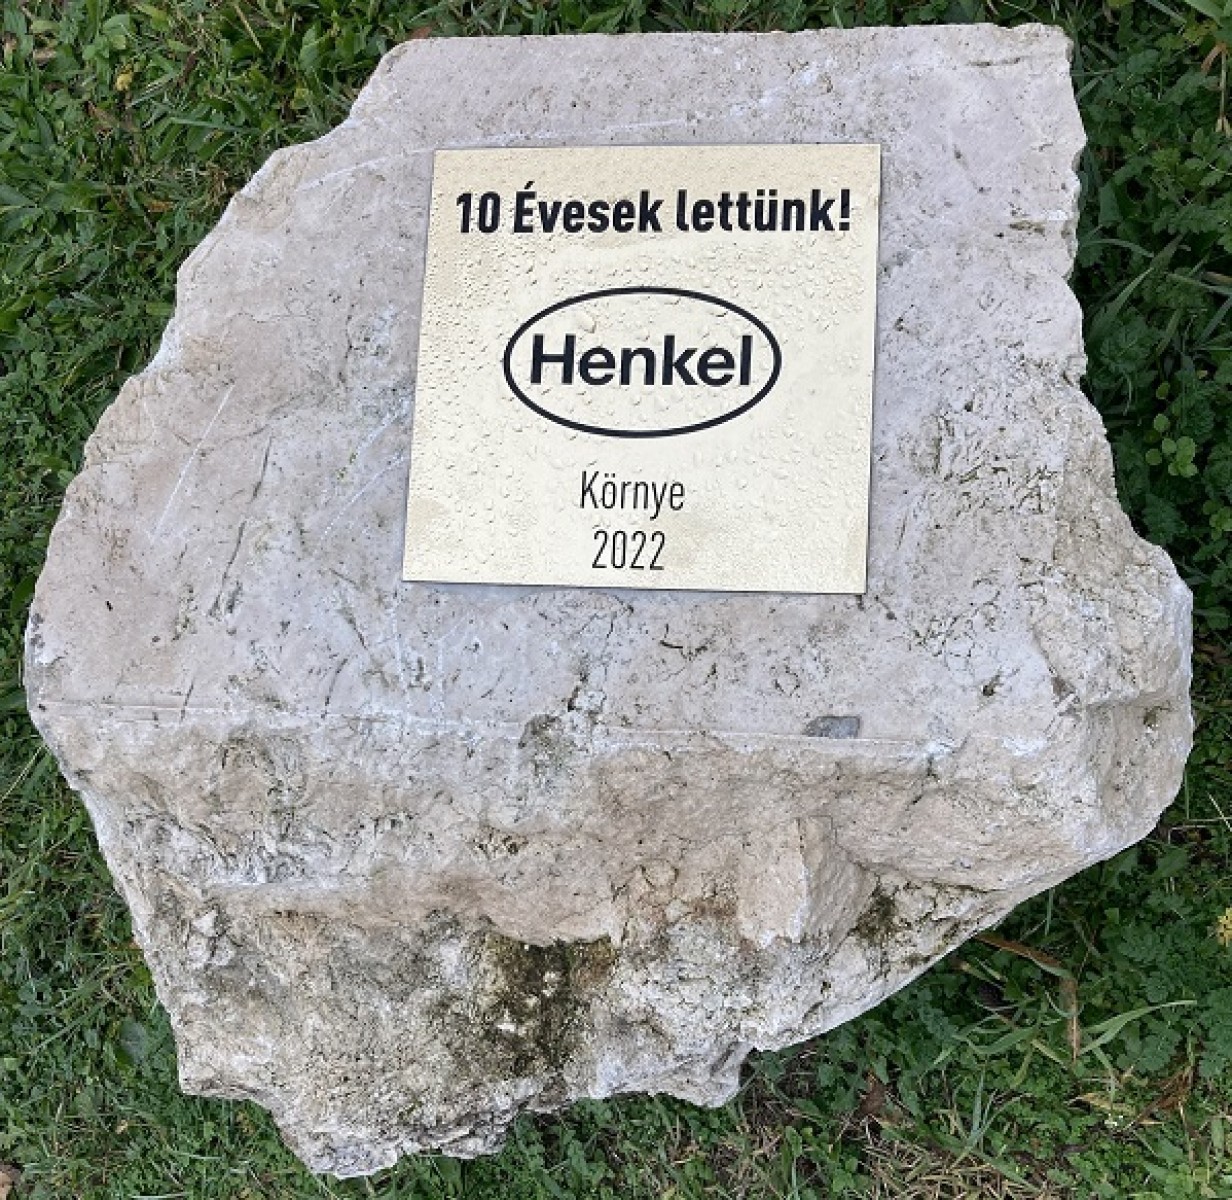 10 Évesek lettünk!
Henkel
Környe
2022